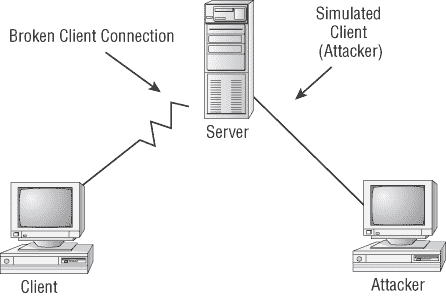 Broken Client Connection
Simulated
Client
(Attacker)
Server
Client
Attacker